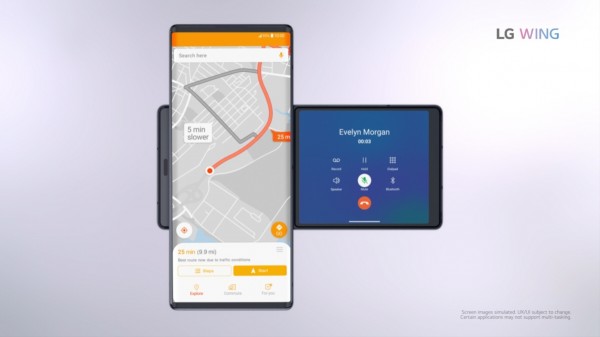 LG WING
Search here
5 min
slower
25 m
Evelyn Morgan
00:03
Record
Hold
Dialpad
Speaker
Mute
Bluetooth
25 min (9.9 mi)
Best route now due to traffic conditions
Steps
Start
Explore
Commute
For you
Screen images simulated. UX/UI subject to change.
Certain applications may not support multi-tasking